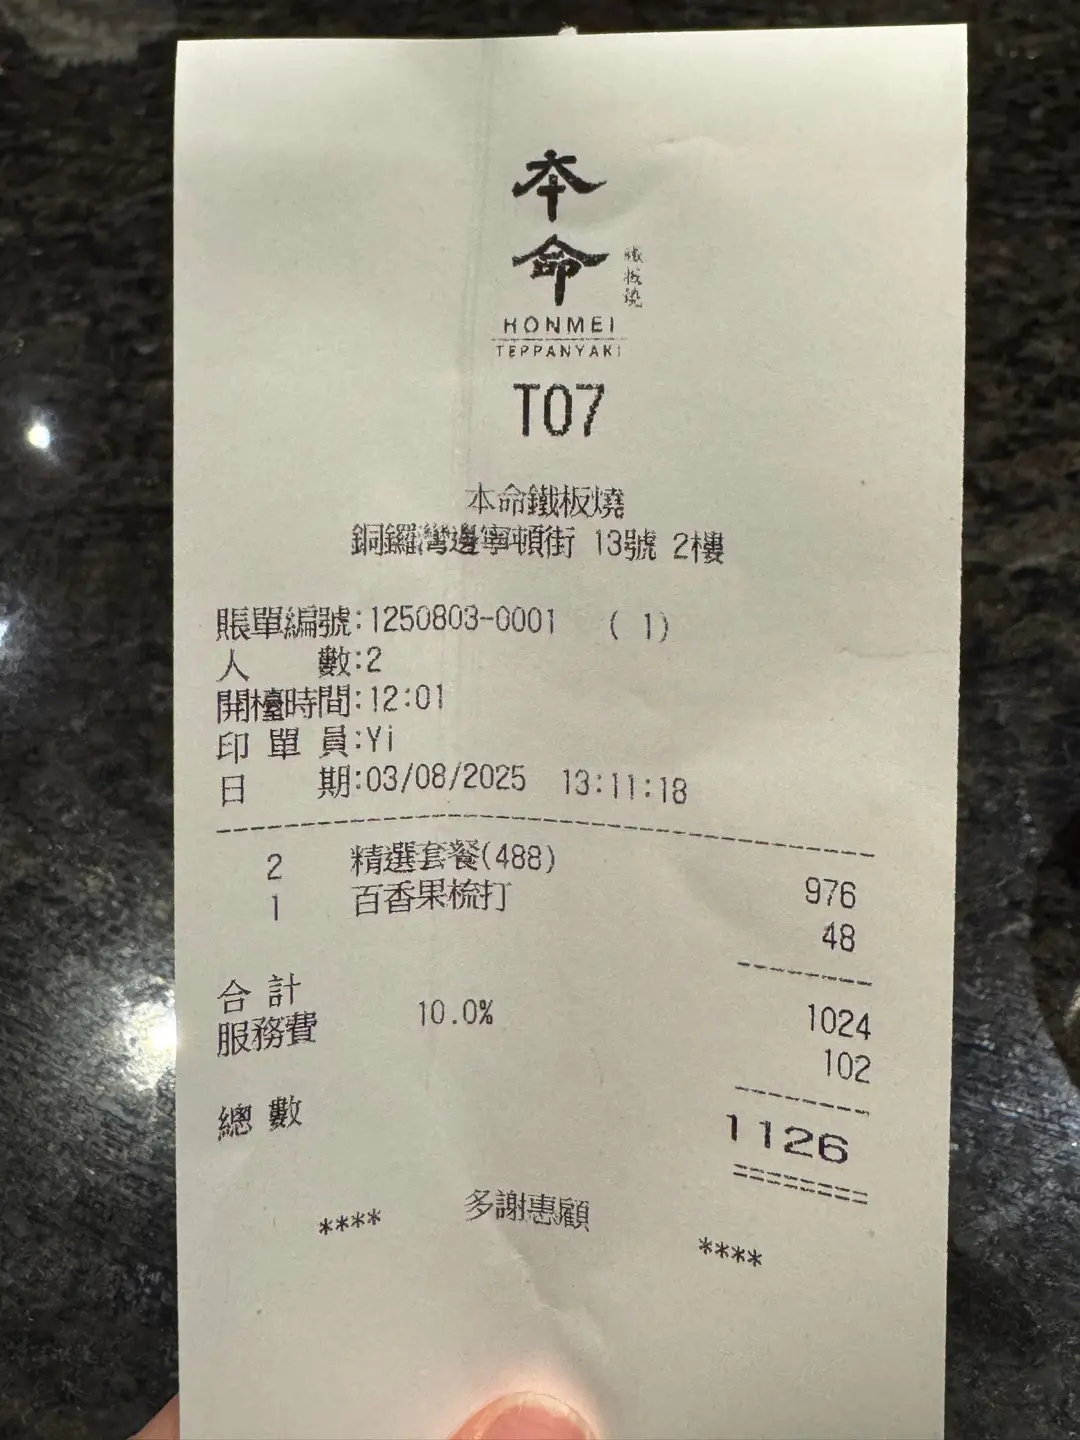 本
命
鐵板燒
HONMEI
TEPPANYAKI
T07
本命鐵板燒
銅鑼灣邊寧頓街 13號 2樓
賬單編號:1250803-0001 ( 1)
人 數:2
開檯時間:12:01
印 單 員:Yi
日 期:03/08/2025 13:11:18
2 精選套餐(488) 976
1 百香果梳打 48
合 計 1024
服務費 10.0% 102
總 數 1126
**** 多謝惠顧 ****